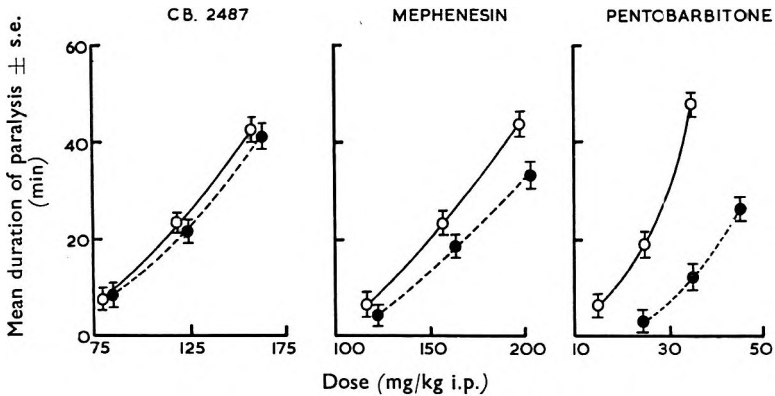 CB. 2487 MEPHENESIN PENTOBARBITONE
Mean duration of paralysis ± s.e.
(min)
60
40
20
0
75 125 175 100 150 200 10 30 50
Dose (mg/kg i.p.)